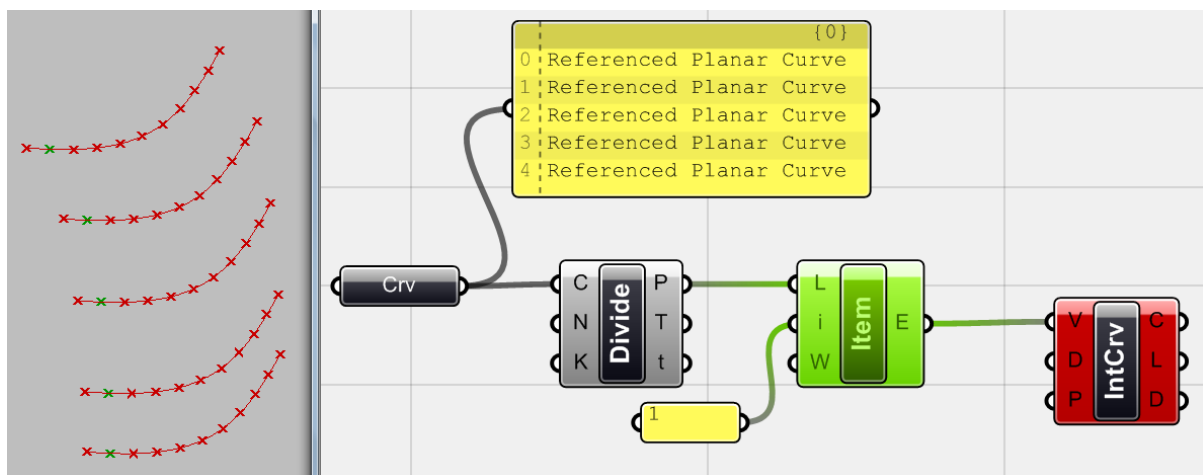 {0}
0 Referenced Planar Curve
1 Referenced Planar Curve
2 Referenced Planar Curve
3 Referenced Planar Curve
4 Referenced Planar Curve
Crv
C Divide P
N T
K t
L Item E
i
W
1
V IntCrv C
D L
P D